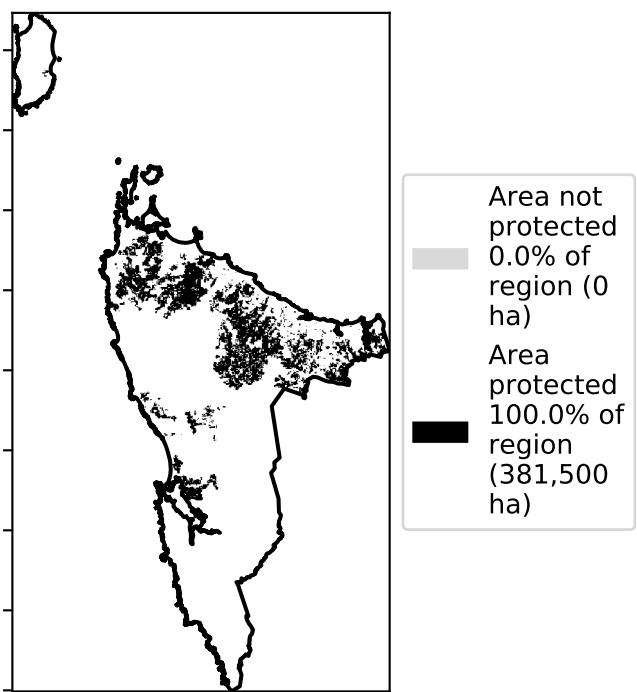 Area not
protected
0.0% of
region (0
ha)
Area
protected
100.0% of
region
(381,500
ha)